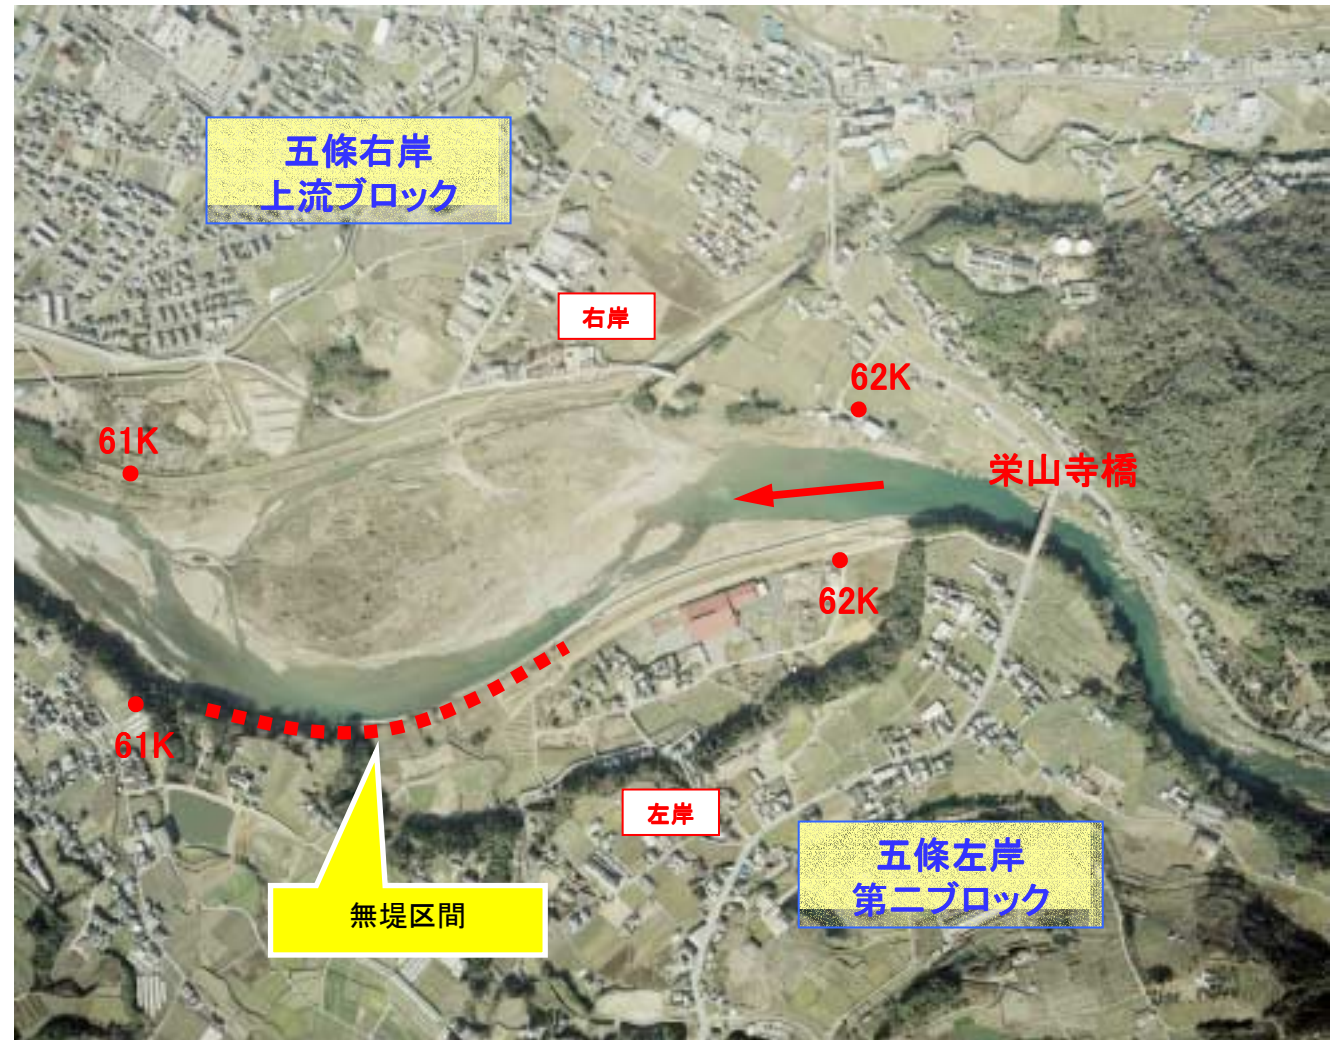 五條右岸
上流ブロック
右岸
62K
61K
栄山寺橋
62K
61K
左岸
五條左岸
第二ブロック
無堤区間